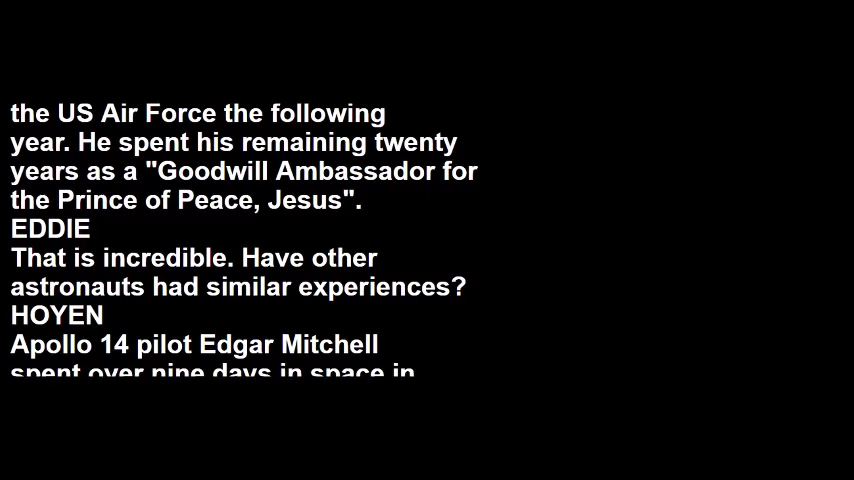 the US Air Force the following
year. He spent his remaining twenty
years as a "Goodwill Ambassador for
the Prince of Peace, Jesus".
EDDIE
That is incredible. Have other
astronauts had similar experiences?
HOYEN
Apollo 14 pilot Edgar Mitchell
spent over nine days in space in